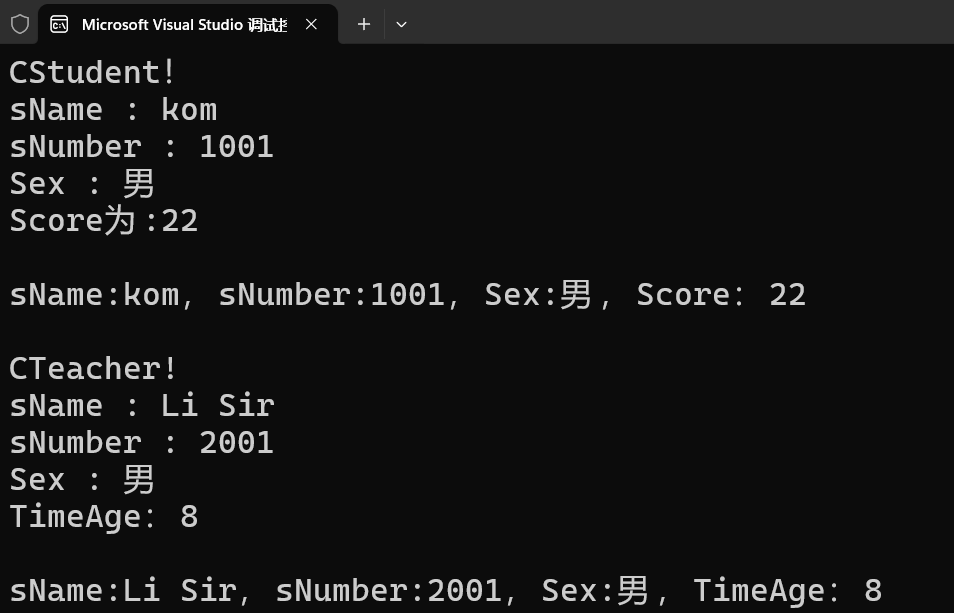 Microsoft Visual Studio 调试
CStudent!
sName : kom
sNumber : 1001
Sex : 男
Score为:22
sName:kom, sNumber:1001, Sex:男, Score: 22
CTeacher!
sName : Li Sir
sNumber : 2001
Sex : 男
TimeAge: 8
sName:Li Sir, sNumber:2001, Sex:男, TimeAge: 8